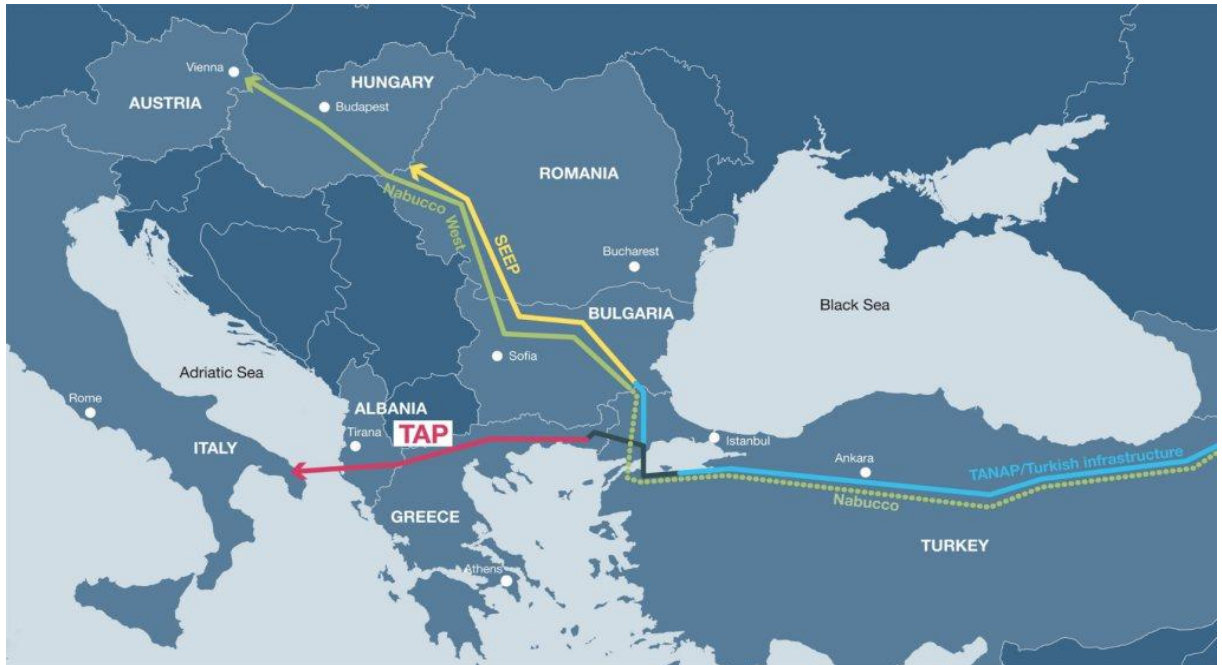 Vienna
HUNGARY
AUSTRIA
Budapest
ROMANIA
Nabucco West
SEEP
Bucharest
Black Sea
BULGARIA
Sofia
Adriatic Sea
Rome
ALBANIA
TAP
Tirana
ITALY
Istanbul
Ankara
TANAP/Turkish infrastructure
Nabucco
GREECE
TURKEY
Athens